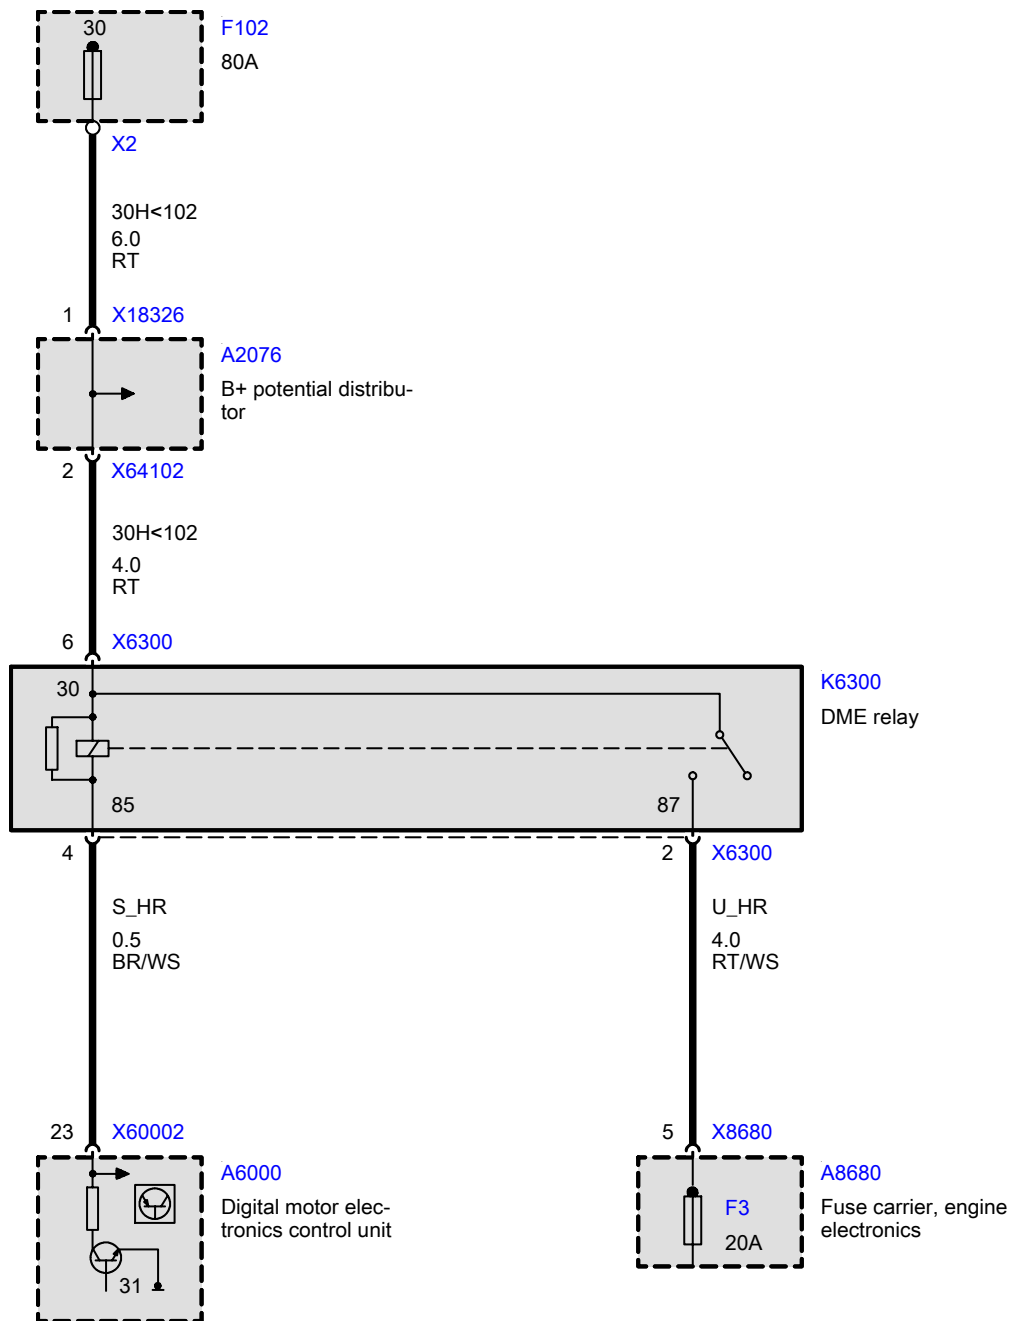 30
F102
80A
X2
30H<102
6.0
RT
1
X18326
A2076
B+ potential distribu-
tor
2
X64102
30H<102
4.0
RT
6
X6300
30
K6300
DME relay
85
87
4
2
X6300
S_HR
0.5
BR/WS
U_HR
4.0
RT/WS
23
X60002
5
X8680
A6000
Digital motor elec-
tronics control unit
31
F3
20A
A8680
Fuse carrier, engine
electronics